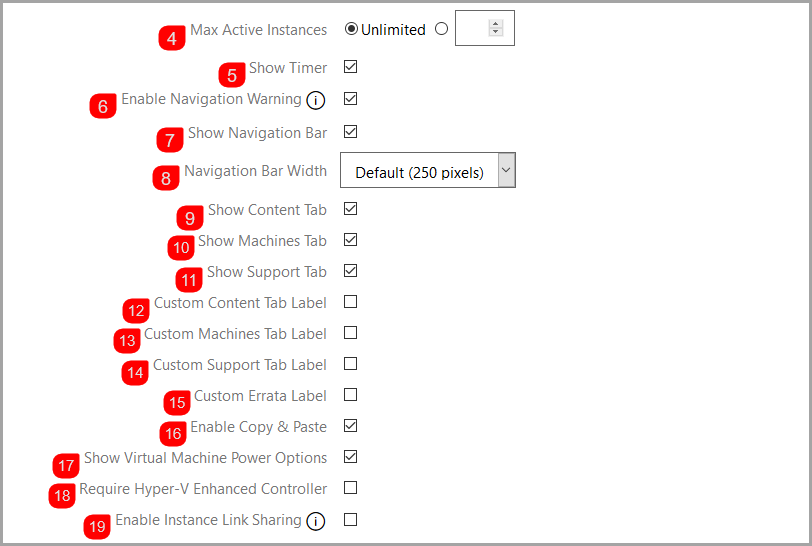 4 Max Active Instances Unlimited
5 Show Timer
6 Enable Navigation Warning i
7 Show Navigation Bar
8 Navigation Bar Width Default (250 pixels)
9 Show Content Tab
10 Show Machines Tab
11 Show Support Tab
12 Custom Content Tab Label
13 Custom Machines Tab Label
14 Custom Support Tab Label
15 Custom Errata Label
16 Enable Copy & Paste
17 Show Virtual Machine Power Options
18 Require Hyper-V Enhanced Controller
19 Enable Instance Link Sharing i